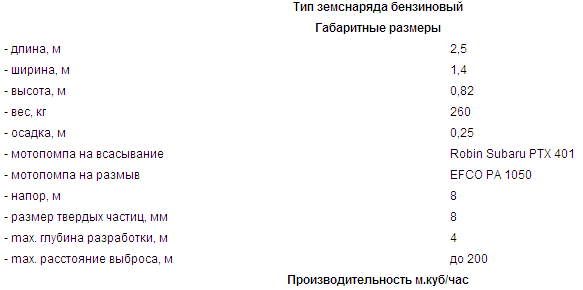 Тип земснаряда бензиновый
Габаритные размеры
- длина, м 2,5
- ширина, м 1,4
- высота, м 0,82
- вес, кг 260
- осадка, м 0,25
- мотопомпа на всасывание Robin Subaru PTX 401
- мотопомпа на размыв EFCO PA 1050
- напор, м 8
- размер твердых частиц, мм 8
- max. глубина разработки, м 4
- max. расстояние выброса, м до 200
Производительность м.куб/час